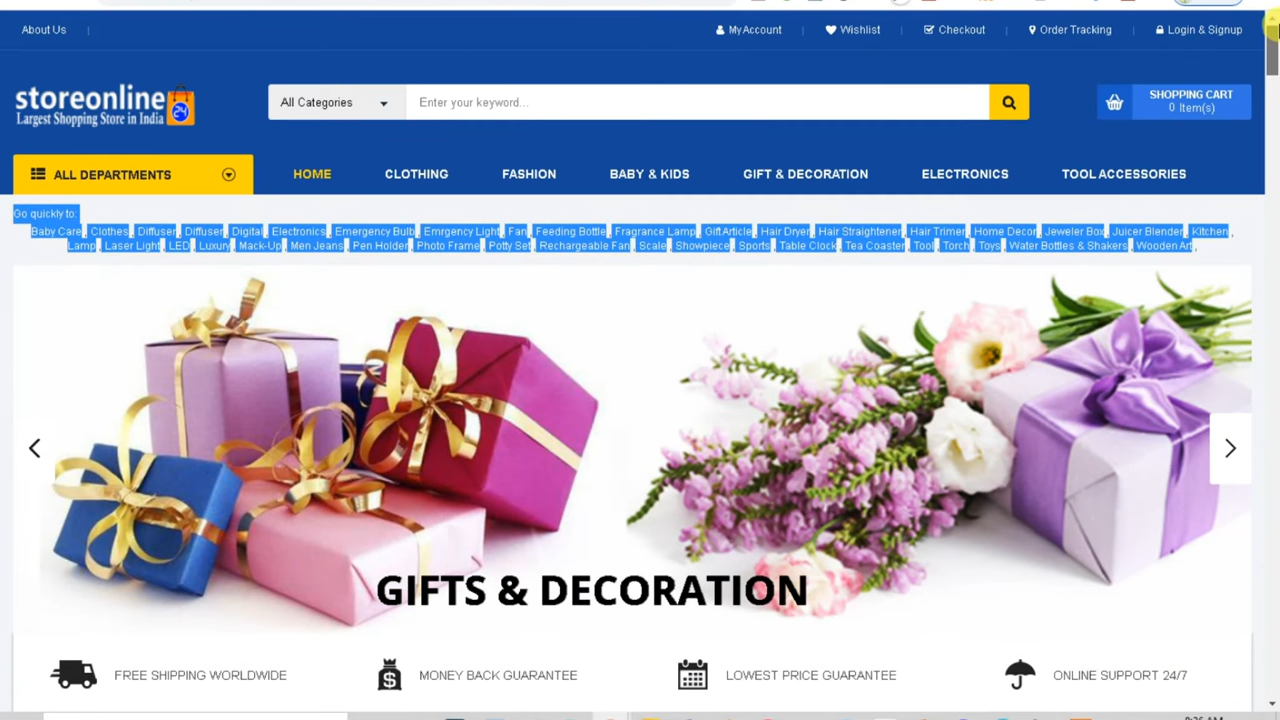 About Us
MyAccount
Wishlist
Checkout
Order Tracking
Login & Signup
storeonline 24
Largest Shopping Store in India
All Categories
Enter your keyword...
SHOPPING CART
0 Item(s)
ALL DEPARTMENTS
HOME
CLOTHING
FASHION
BABY & KIDS
GIFT & DECORATION
ELECTRONICS
TOOL ACCESSORIES
Go quickly to:
Baby Care , Clothes , Diffuser , Diffuser , Digital , Electronics , Emergency Bulb , Emrgency Light , Fan , Feeding Bottle , Fragrance Lamp , Gift Article , Hair Dryer , Hair Straightener , Hair Trimer , Home Decor , Jeweler Box , Juicer Blender , Kitchen ,
Lamp , Laser Light , LED , Luxury , Mack-Up , Men Jeans , Pen Holder , Photo Frame , Potty Set , Rechargeable Fan , Scale , Showpiece , Sports , Table Clock , Tea Coaster , Tool , Torch , Toys , Water Bottles & Shakers , Wooden Art ,
GIFTS & DECORATION
FREE SHIPPING WORLDWIDE
MONEY BACK GUARANTEE
LOWEST PRICE GUARANTEE
ONLINE SUPPORT 24/7